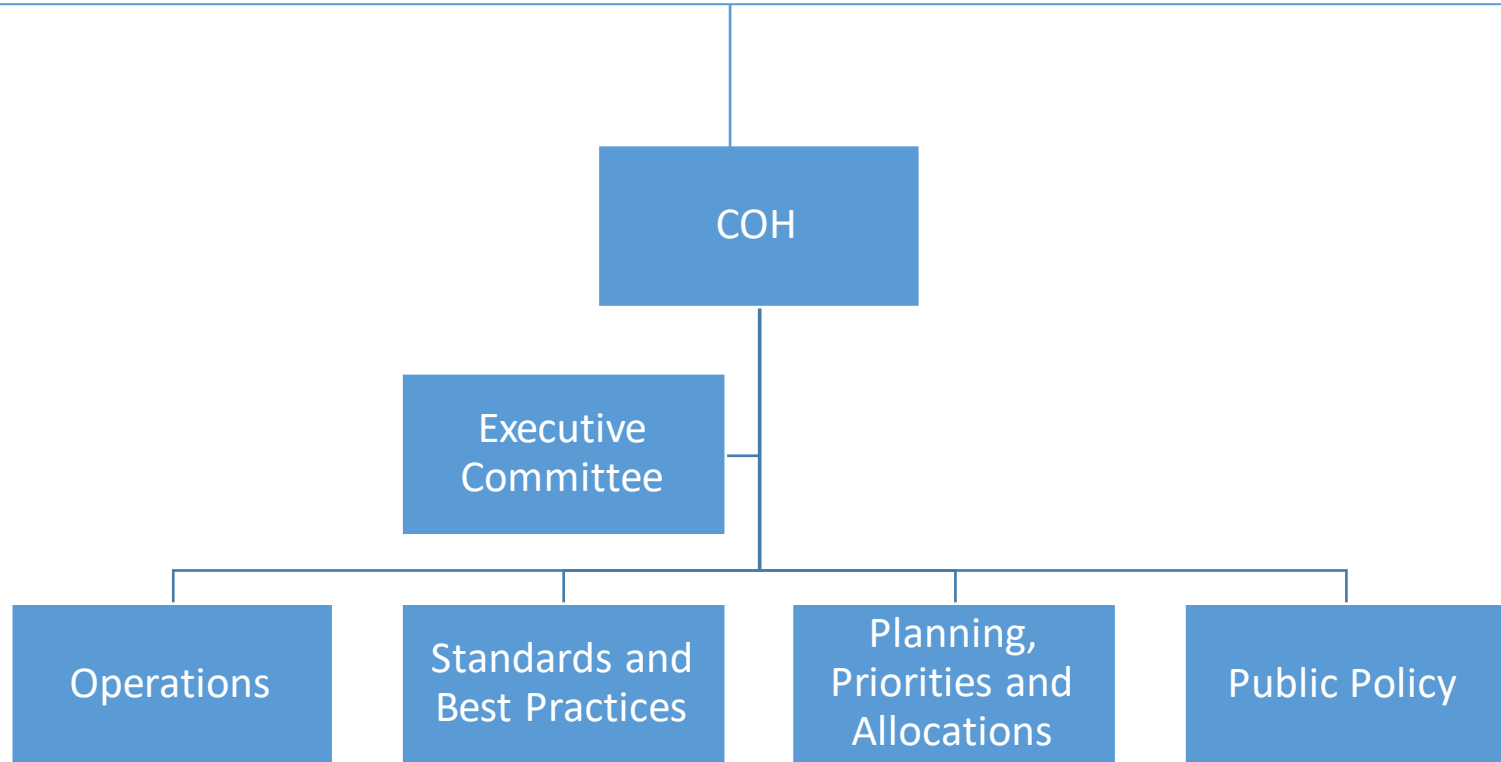 COH
Executive
Committee
Operations
Standards and
Best Practices
Planning,
Priorities and
Allocations
Public Policy